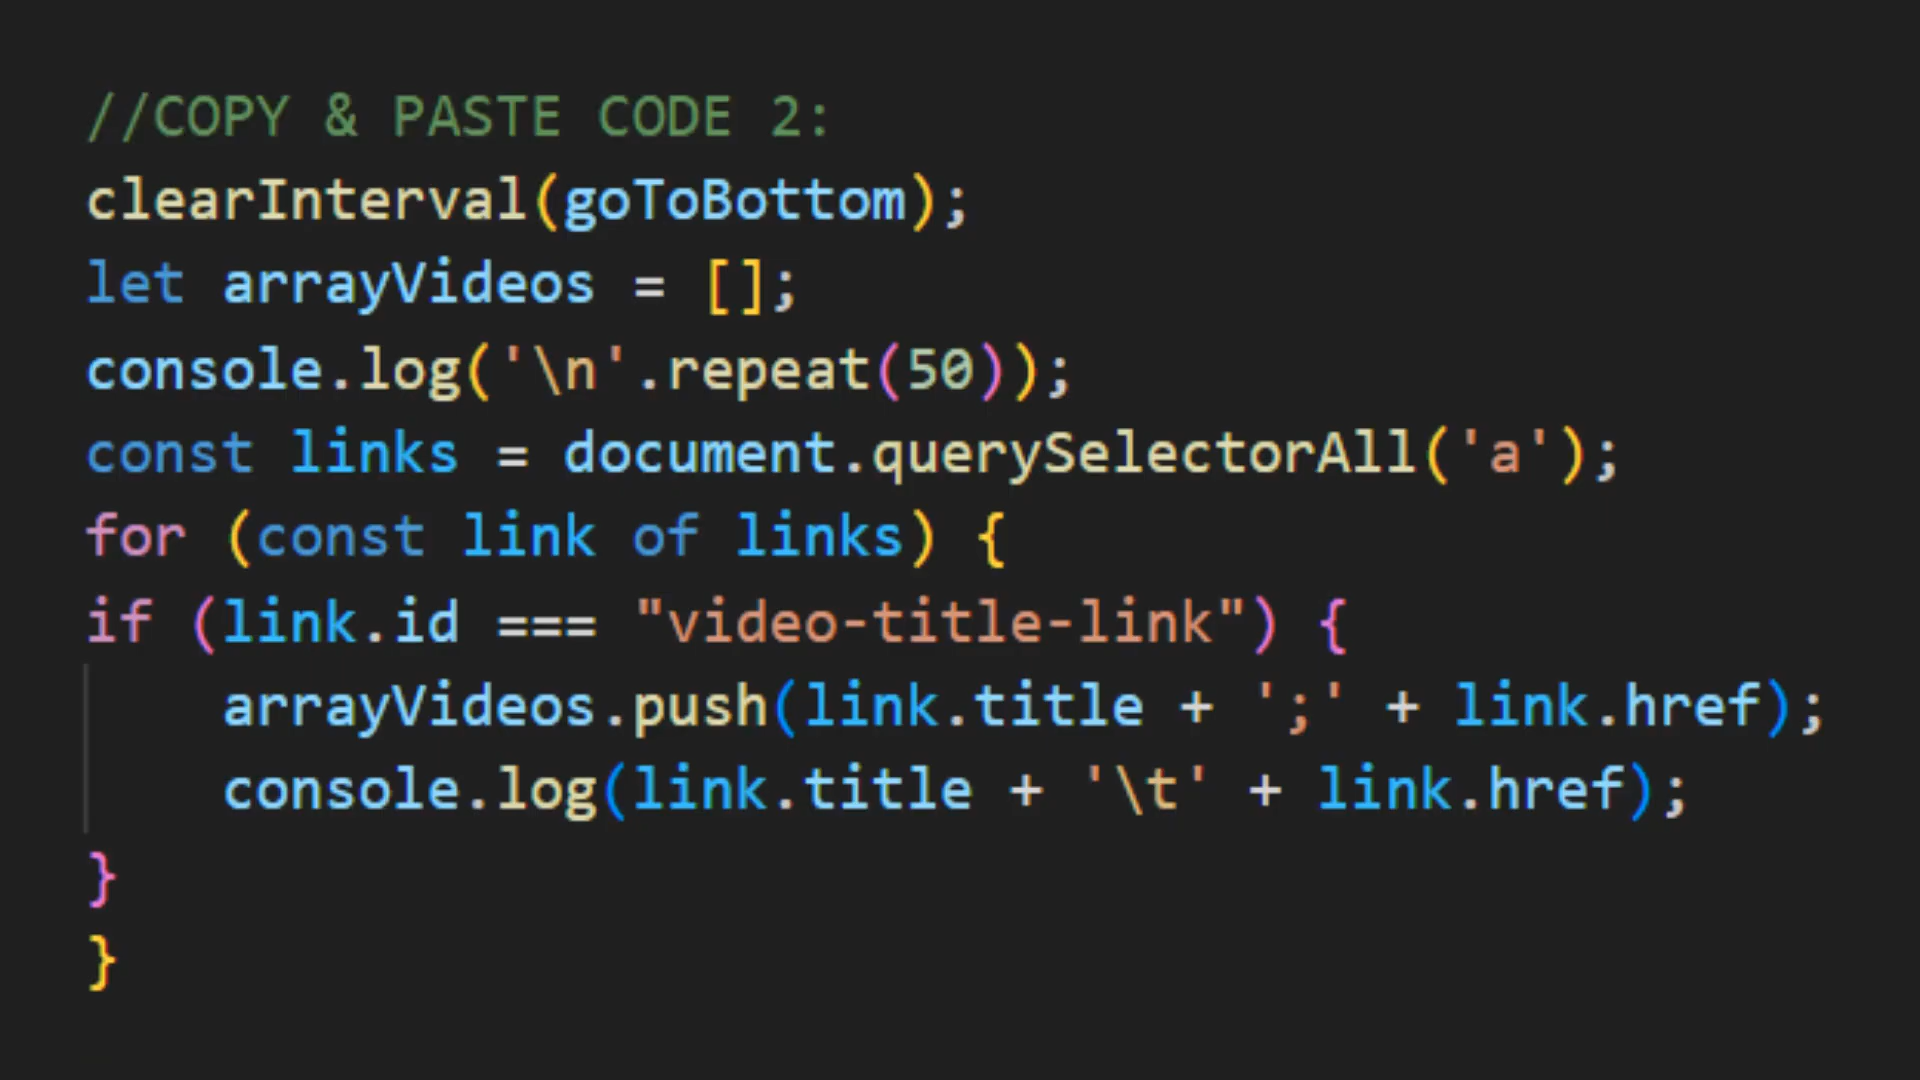 //COPY & PASTE CODE 2:
clearInterval(goToBottom);
let arrayVideos = [];
console.log('\n'.repeat(50));
const links = document.querySelectorAll('a');
for (const link of links) {
if (link.id === "video-title-link") {
    arrayVideos.push(link.title + ';' + link.href);
    console.log(link.title + '\t' + link.href);
}
}